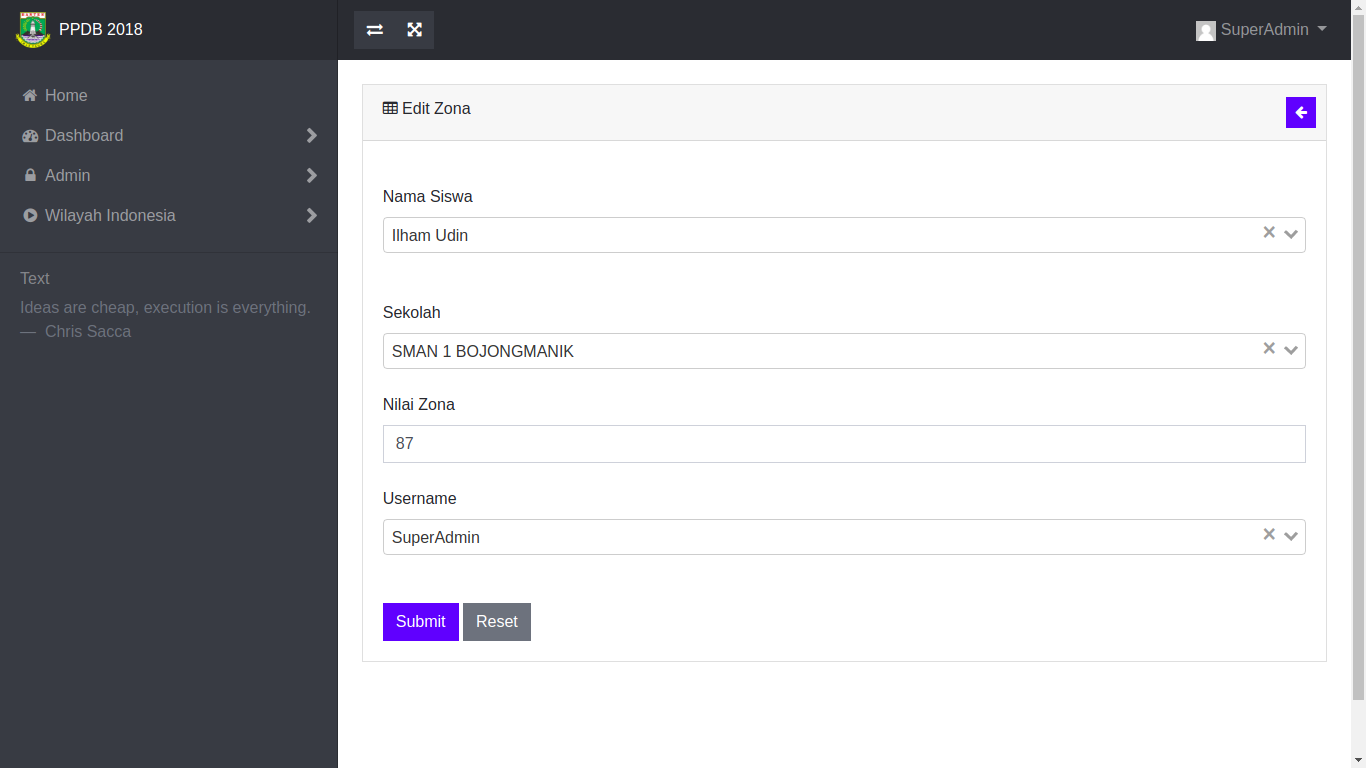 PPDB 2018
SuperAdmin
Home
Dashboard
Admin
Wilayah Indonesia
Text
Ideas are cheap, execution is everything.
— Chris Sacca
Edit Zona
Nama Siswa
Ilham Udin
Sekolah
SMAN 1 BOJONGMANIK
Nilai Zona
87
Username
SuperAdmin
Submit Reset